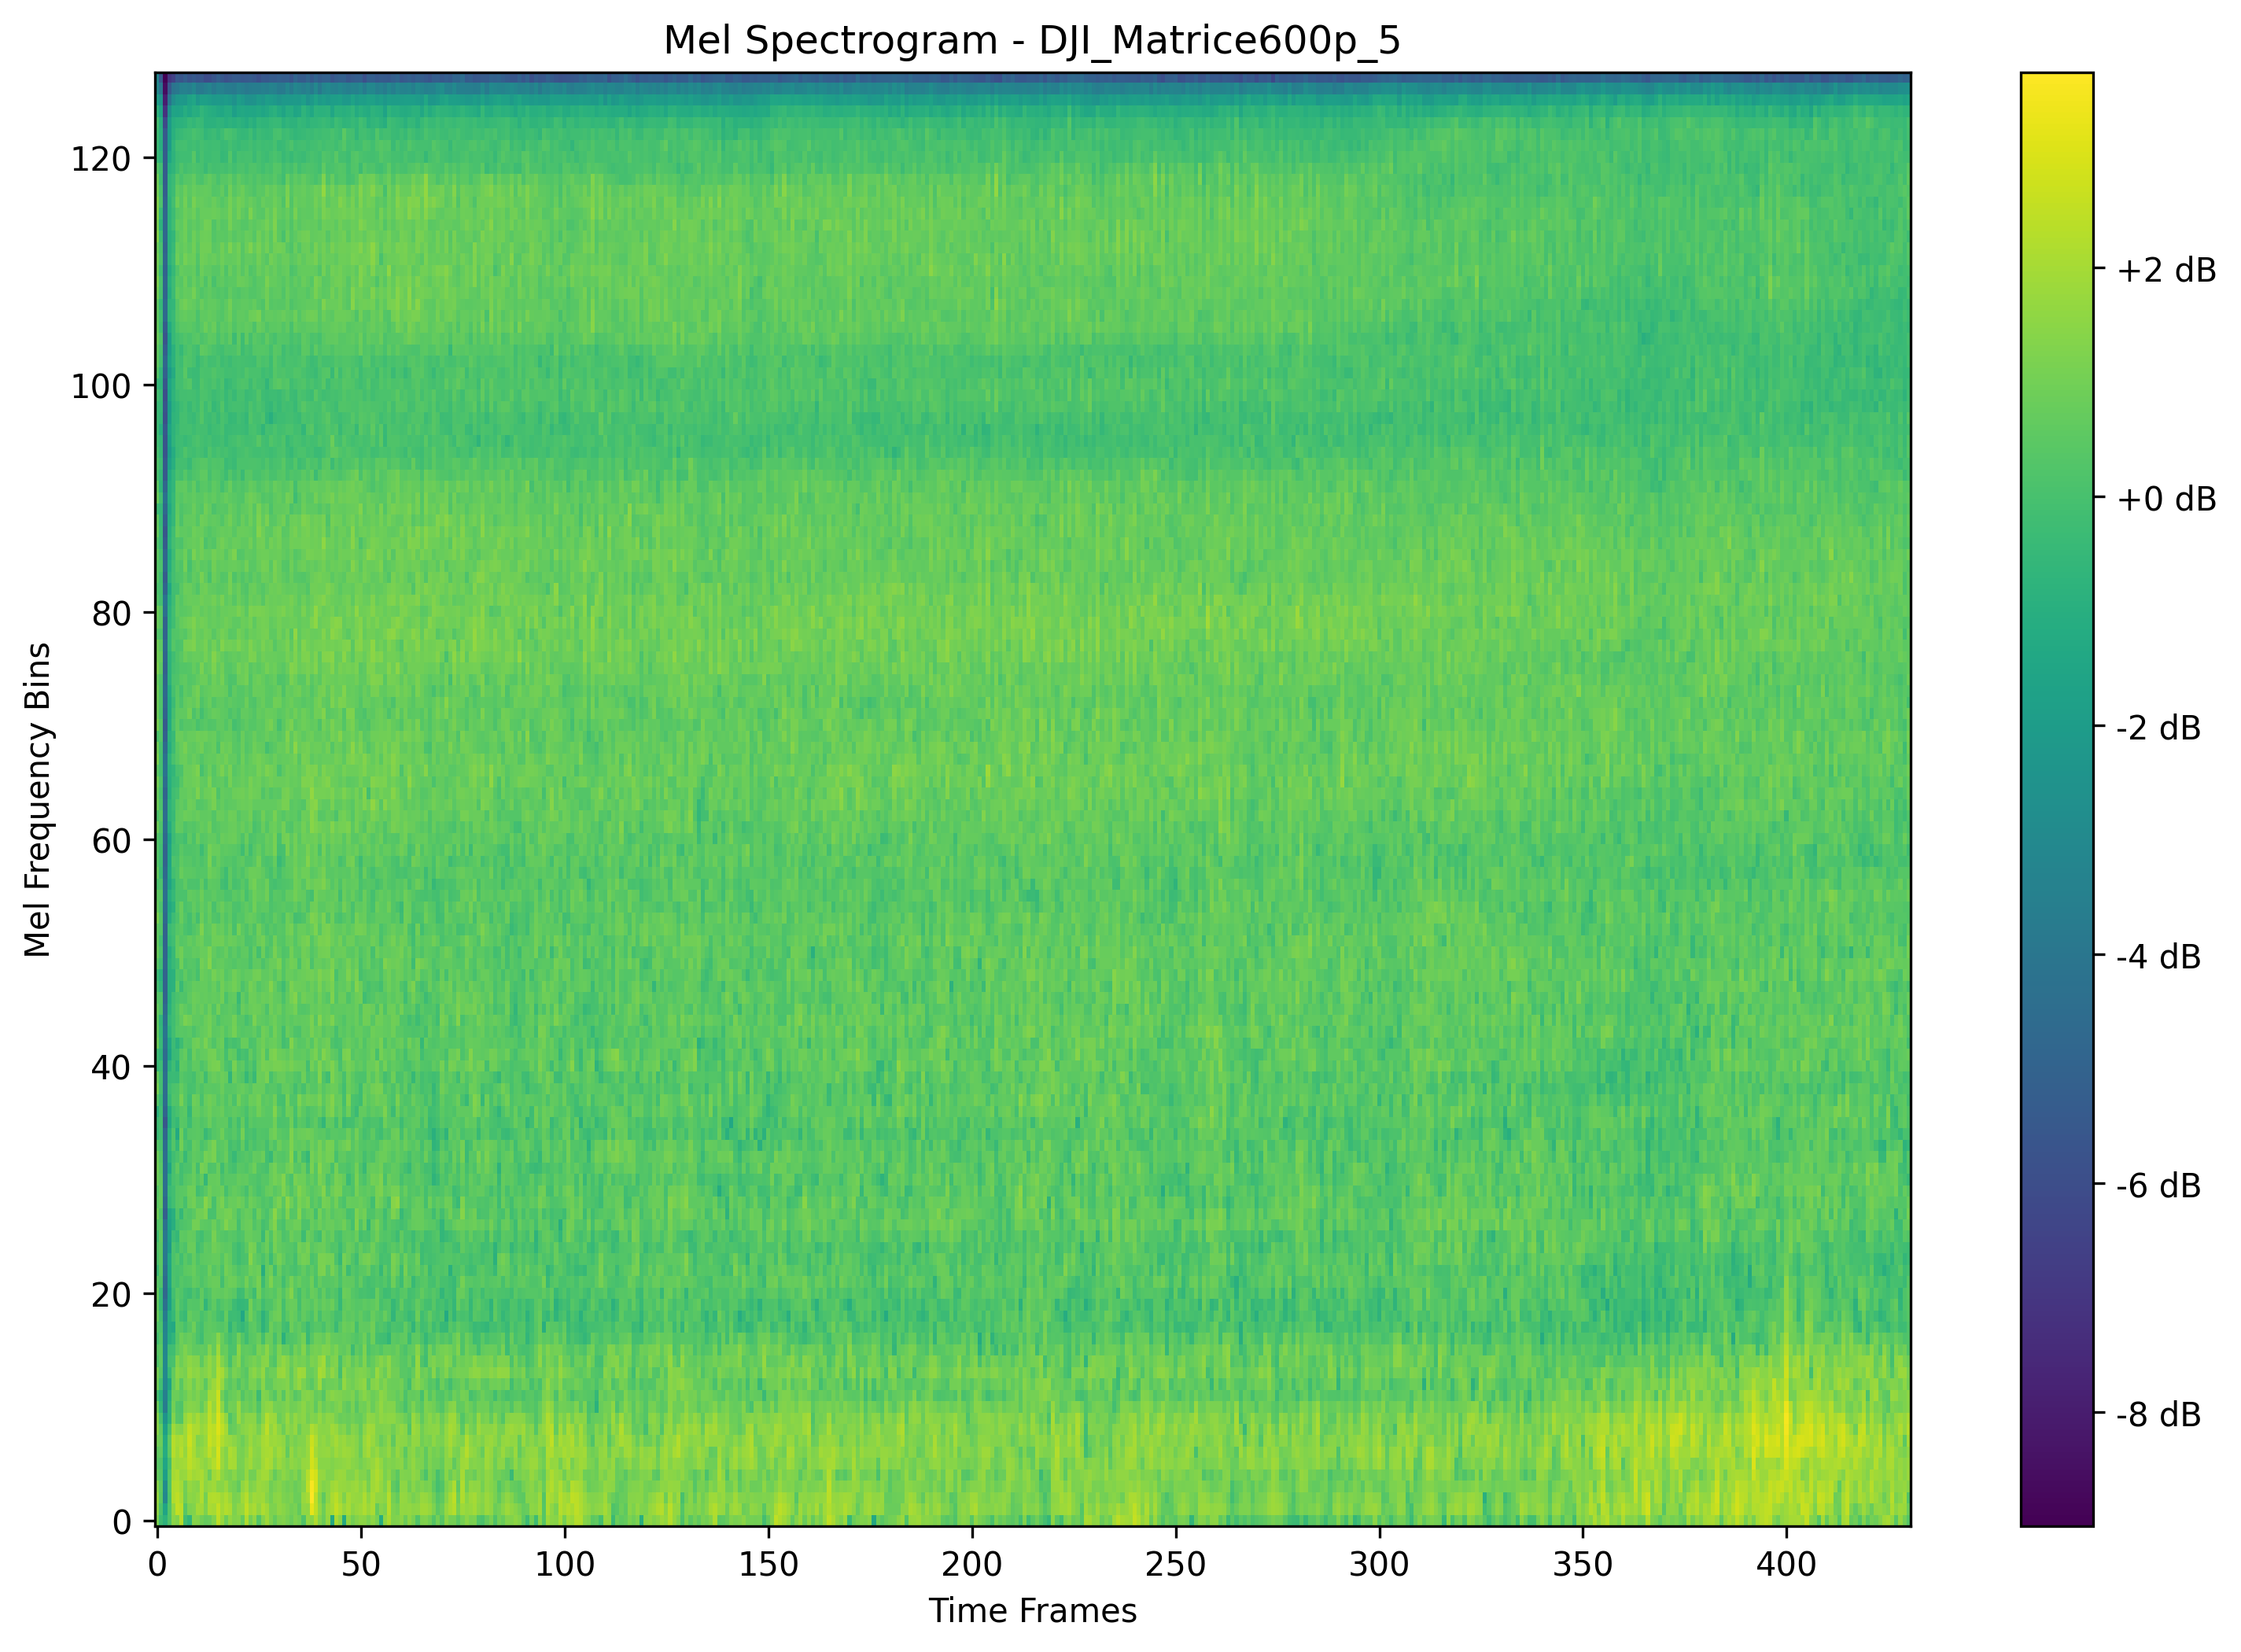 Mel Spectrogram - DJI_Matrice600p_5
Mel Frequency Bins
120
100
80
60
40
20
0
0 50 100 150 200 250 300 350 400
Time Frames
+2 dB
+0 dB
-2 dB
-4 dB
-6 dB
-8 dB